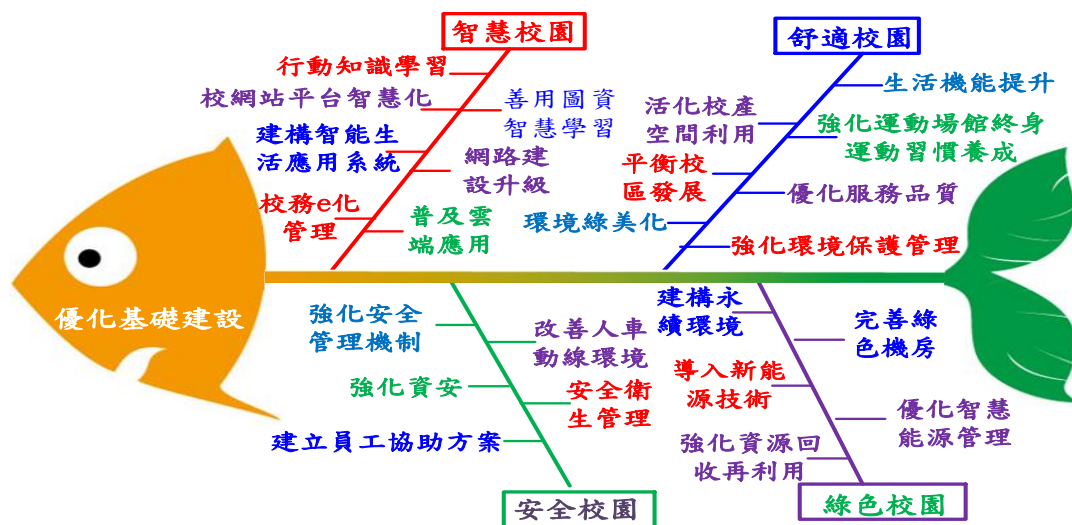 智慧校園
行動知識學習
校網站平台智慧化
善用圖資
智慧學習
建構智能生
活應用系統
網路建
設升級
校務e化
管理
普及雲
端應用
舒適校園
生活機能提升
活化校產
空間利用
強化運動場館終身
運動習慣養成
平衡校
區發展
優化服務品質
環境綠美化
強化環境保護管理
優化基礎建設
強化安全
管理機制
改善人車
動線環境
強化資安
安全衛
生管理
建立員工協助方案
安全校園
建構永
續環境
完善綠
色機房
導入新能
源技術
優化智慧
能源管理
強化資源回
收再利用
綠色校園